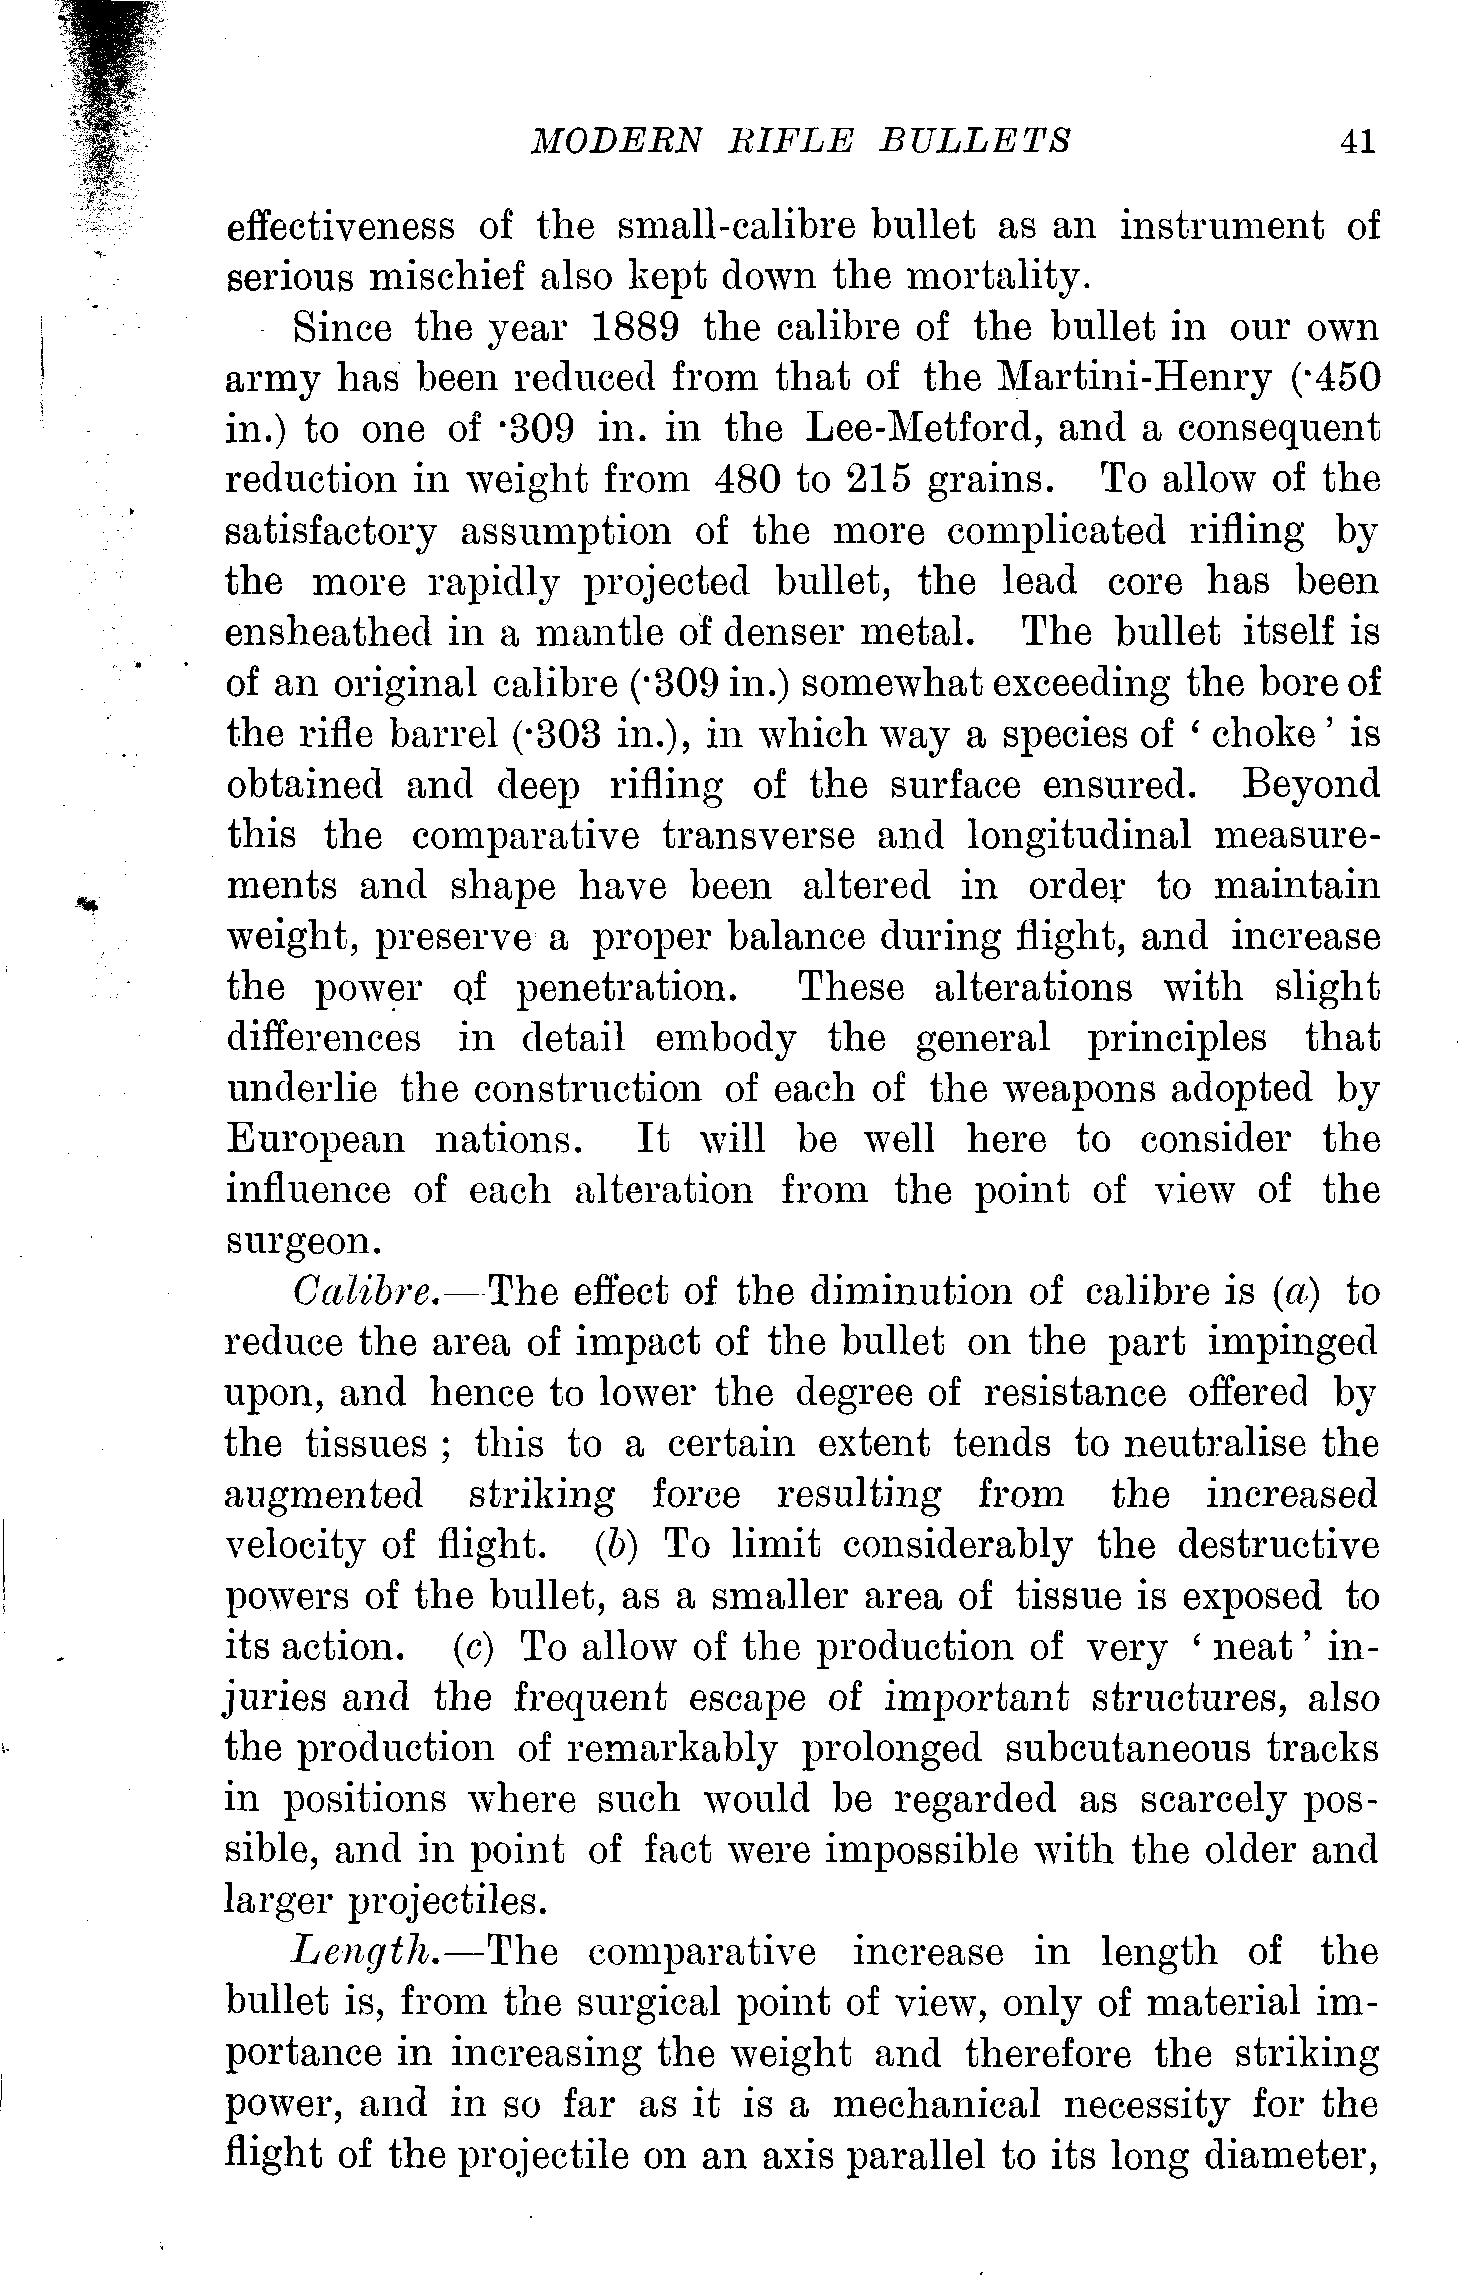 MODERN RIFLE BULLETS 41
effectiveness of the small-calibre bullet as an instrument of
serious mischief also kept down the mortality.
Since the year 1889 the calibre of the bullet in our own
army has been reduced from that of the Martini-Henry (·450
in.) to one of ·309 in. in the Lee-Metford, and a consequent
reduction in weight from 480 to 215 grains. To allow of the
satisfactory assumption of the more complicated rifling by
the more rapidly projected bullet, the lead core has been
ensheathed in a mantle of denser metal. The bullet itself is
of an original calibre (·309 in.) somewhat exceeding the bore of
the rifle barrel (·303 in.), in which way a species of ‘ choke ’ is
obtained and deep rifling of the surface ensured. Beyond
this the comparative transverse and longitudinal measure-
ments and shape have been altered in order to maintain
weight, preserve a proper balance during flight, and increase
the power of penetration. These alterations with slight
differences in detail embody the general principles that
underlie the construction of each of the weapons adopted by
European nations. It will be well here to consider the
influence of each alteration from the point of view of the
surgeon.
Calibre.—The effect of the diminution of calibre is (a) to
reduce the area of impact of the bullet on the part impinged
upon, and hence to lower the degree of resistance offered by
the tissues ; this to a certain extent tends to neutralise the
augmented striking force resulting from the increased
velocity of flight. (b) To limit considerably the destructive
powers of the bullet, as a smaller area of tissue is exposed to
its action. (c) To allow of the production of very ‘ neat ’ in-
juries and the frequent escape of important structures, also
the production of remarkably prolonged subcutaneous tracks
in positions where such would be regarded as scarcely pos-
sible, and in point of fact were impossible with the older and
larger projectiles.
Length.—The comparative increase in length of the
bullet is, from the surgical point of view, only of material im-
portance in increasing the weight and therefore the striking
power, and in so far as it is a mechanical necessity for the
flight of the projectile on an axis parallel to its long diameter,